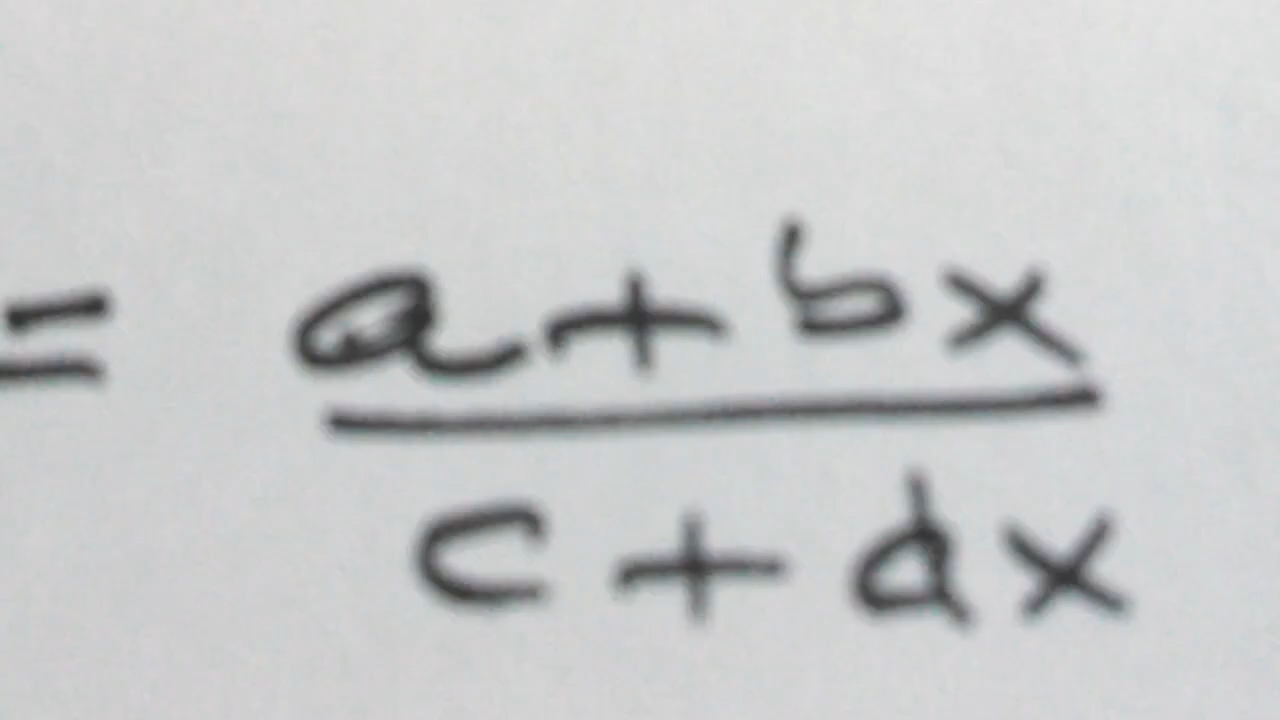 = a + bx
c + dx